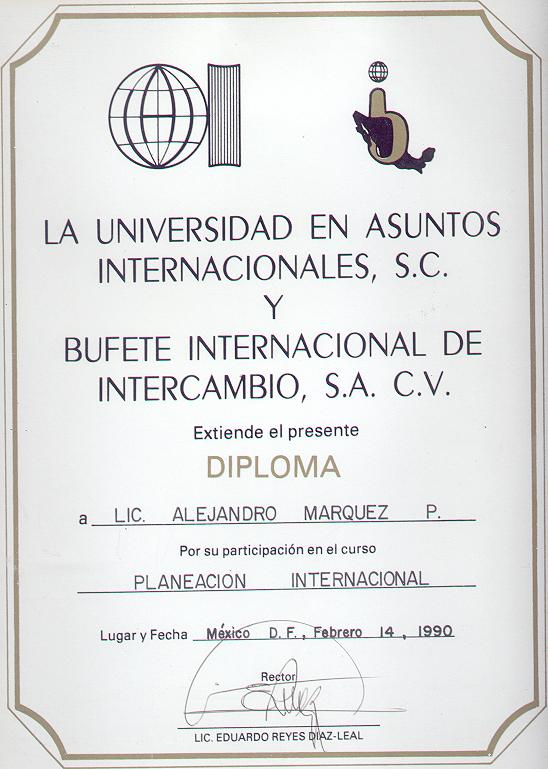 LA UNIVERSIDAD EN ASUNTOS
INTERNACIONALES, S.C.
Y
BUFETE INTERNACIONAL DE
INTERCAMBIO, S.A. C.V.
Extiende el presente
DIPLOMA
a LIC. ALEJANDRO MARQUEZ P.
Por su participación en el curso
PLANEACION INTERNACIONAL
Lugar y Fecha México D. F., Febrero 14, 1990
Rector
LIC. EDUARDO REYES DIAZ-LEAL